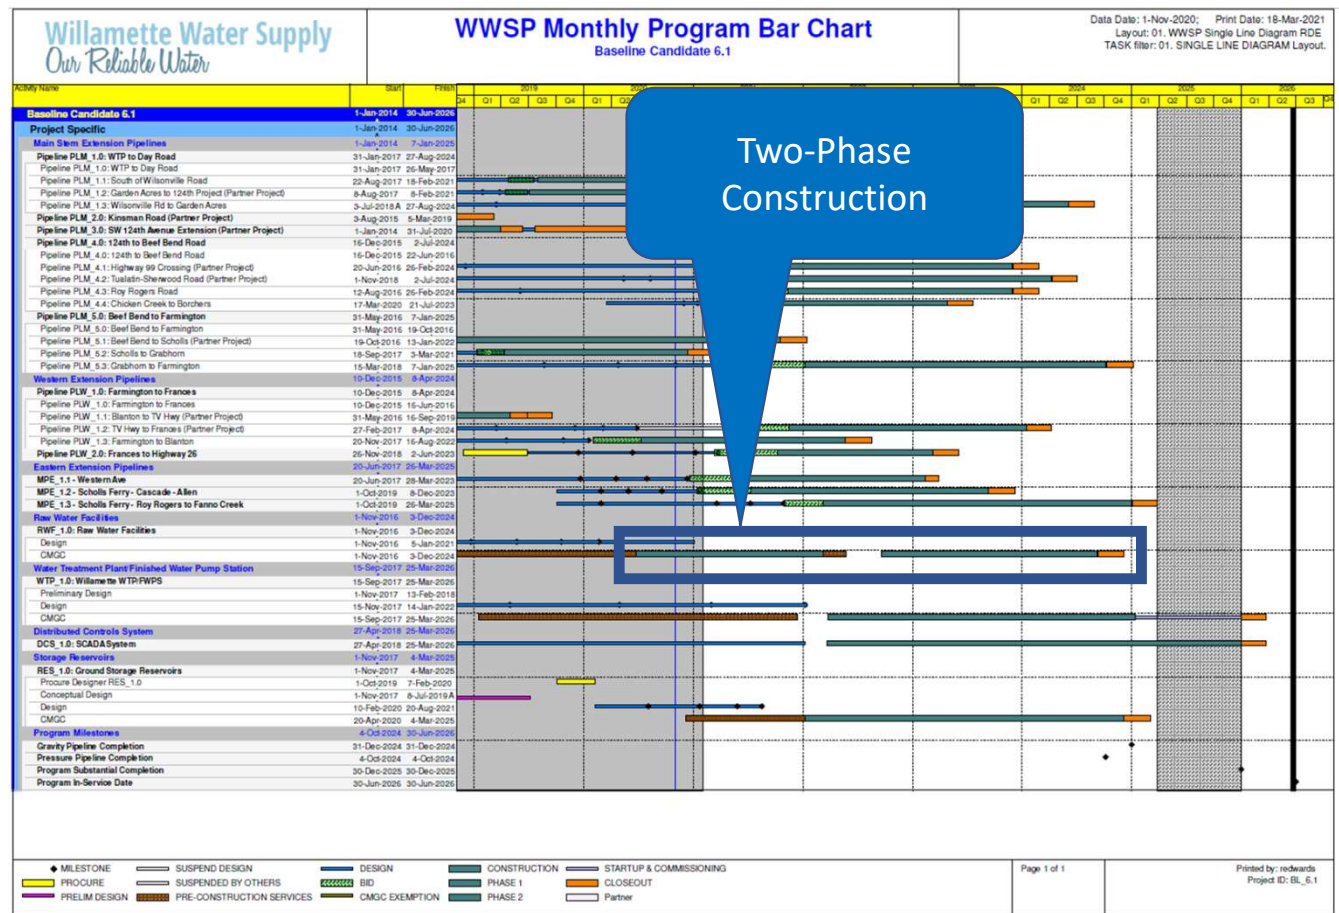 Willamette Water Supply
Our Reliable Water
WWSP Monthly Program Bar Chart
Baseline Candidate 6.1
Data Date: 1-Nov-2020; Print Date: 18-Mar-2021
Layout: 01. WWSP Single Line Diagram RDE
TASK filter: 01. SINGLE LINE DIAGRAM Layout.
Activity Name Start Finish 2019 2024 2025 2026
Q4 Q1 Q2 Q3 Q4 Q1 Q1 Q2 Q3 Q4 Q1 Q2 Q3 Q4 Q1 Q2 Q3
Two-Phase
Construction
Baseline Candidate 6.1 1-Jan-2014 30-Jun-2026
Project Specific 1-Jan-2014 30-Jun-2026
Main Stem Extension Pipelines 1-Jan-2014 7-Jan-2025
Pipeline PLM_1.0: WTP to Day Road 31-Jan-2017 27-Aug-2024
Pipeline PLM_1.0: WTP to Day Road 31-Jan-2017 26-May-2017
Pipeline PLM_1.1: South of Wilsonville Road 22-Aug-2017 18-Feb-2021
Pipeline PLM_1.2: Garden Acres to 124th Project (Partner Project) 8-Aug-2017 8-Feb-2021
Pipeline PLM_1.3: Wilsonville Rd to Garden Acres 3-Jul-2018 A 27-Aug-2024
Pipeline PLM_2.0: Kinsman Road (Partner Project) 3-Aug-2015 5-Mar-2019
Pipeline PLM_3.0: SW 124th Avenue Extension (Partner Project) 1-Jan-2014 31-Jul-2020
Pipeline PLM_4.0: 124th to Beef Bend Road 16-Dec-2015 2-Jul-2024
Pipeline PLM_4.0: 124th to Beef Bend Road 16-Dec-2015 22-Jun-2016
Pipeline PLM_4.1: Highway 99 Crossing (Partner Project) 20-Jun-2016 26-Feb-2024
Pipeline PLM_4.2: Tualatin-Sherwood Road (Partner Project) 1-Nov-2018 2-Jul-2024
Pipeline PLM_4.3: Roy Rogers Road 12-Aug-2016 26-Feb-2024
Pipeline PLM_4.4: Chicken Creek to Borchers 17-Mar-2020 21-Jul-2023
Pipeline PLM_5.0: Beef Bend to Farmington 31-May-2016 7-Jan-2025
Pipeline PLM_5.0: Beef Bend to Farmington 31-May-2016 19-Oct-2016
Pipeline PLM_5.1: Beef Bend to Scholls (Partner Project) 19-Oct-2016 13-Jan-2022
Pipeline PLM_5.2: Scholls to Grabhorn 18-Sep-2017 3-Mar-2021
Pipeline PLM_5.3: Grabhorn to Farmington 15-Mar-2018 7-Jan-2025
Western Extension Pipelines 10-Dec-2015 8-Apr-2024
Pipeline PLW_1.0: Farmington to Frances 10-Dec-2015 8-Apr-2024
Pipeline PLW_1.0: Farmington to Frances 10-Dec-2015 16-Jun-2016
Pipeline PLW_1.1: Blanton to TV Hwy (Partner Project) 31-May-2016 16-Sep-2019
Pipeline PLW_1.2: TV Hwy to Frances (Partner Project) 27-Feb-2017 8-Apr-2024
Pipeline PLW_1.3: Farmington to Blanton 20-Nov-2017 16-Aug-2022
Pipeline PLW_2.0: Frances to Highway 26 26-Nov-2018 2-Jun-2023
Eastern Extension Pipelines 20-Jun-2017 26-Mar-2025
MPE_1.1 - Western Ave 20-Jun-2017 28-Mar-2023
MPE_1.2 - Scholls Ferry - Cascade - Allen 1-Oct-2019 8-Dec-2023
MPE_1.3 - Scholls Ferry - Roy Rogers to Fanno Creek 1-Oct-2019 26-Mar-2025
Raw Water Facilities 1-Nov-2016 3-Dec-2024
RWF_1.0: Raw Water Facilities 1-Nov-2016 3-Dec-2024
Design 1-Nov-2016 5-Jan-2021
CMGC 1-Nov-2016 3-Dec-2024
Water Treatment Plant/Finished Water Pump Station 15-Sep-2017 25-Mar-2026
WTP_1.0: Willamette WTP/FWPS 15-Sep-2017 25-Mar-2026
Preliminary Design 1-Nov-2017 13-Feb-2018
Design 15-Nov-2017 14-Jan-2022
CMGC 15-Sep-2017 25-Mar-2026
Distributed Controls System 27-Apr-2018 25-Mar-2026
DCS_1.0: SCADA System 27-Apr-2018 25-Mar-2026
Storage Reservoirs 1-Nov-2017 4-Mar-2025
RES_1.0: Ground Storage Reservoirs 1-Nov-2017 4-Mar-2025
Procure Designer RES_1.0 1-Oct-2019 7-Feb-2020
Conceptual Design 1-Nov-2017 8-Jul-2019 A
Design 10-Feb-2020 20-Aug-2021
CMGC 20-Apr-2020 4-Mar-2025
Program Milestones 4-Oct-2024 30-Jun-2026
Gravity Pipeline Completion 31-Dec-2024 31-Dec-2024
Pressure Pipeline Completion 4-Oct-2024 4-Oct-2024
Program Substantial Completion 30-Dec-2025 30-Dec-2025
Program In-Service Date 30-Jun-2026 30-Jun-2026
MILESTONE SUSPEND DESIGN DESIGN CONSTRUCTION STARTUP & COMMISSIONING
PROCURE SUSPENDED BY OTHERS BID PHASE 1 CLOSEOUT
PRELIM DESIGN PRE-CONSTRUCTION SERVICES CMGC EXEMPTION PHASE 2 Partner
Page 1 of 1
Printed by: redwards
Project ID: BL_6.1